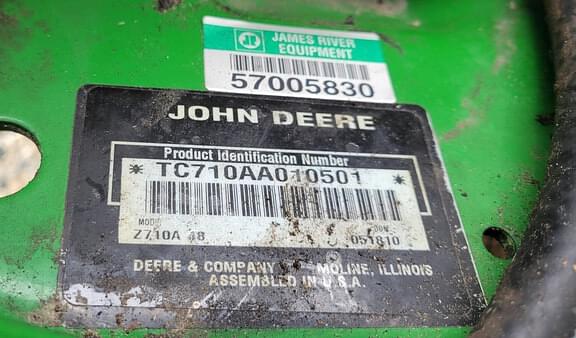 JAMES RIVER
EQUIPMENT
57005830
JOHN DEERE
Product Identification Number
* TC710AA010501 *
Z710A 48
051810
DEERE & COMPANY MOLINE, ILLINOIS
ASSEMBLED IN U.S.A.